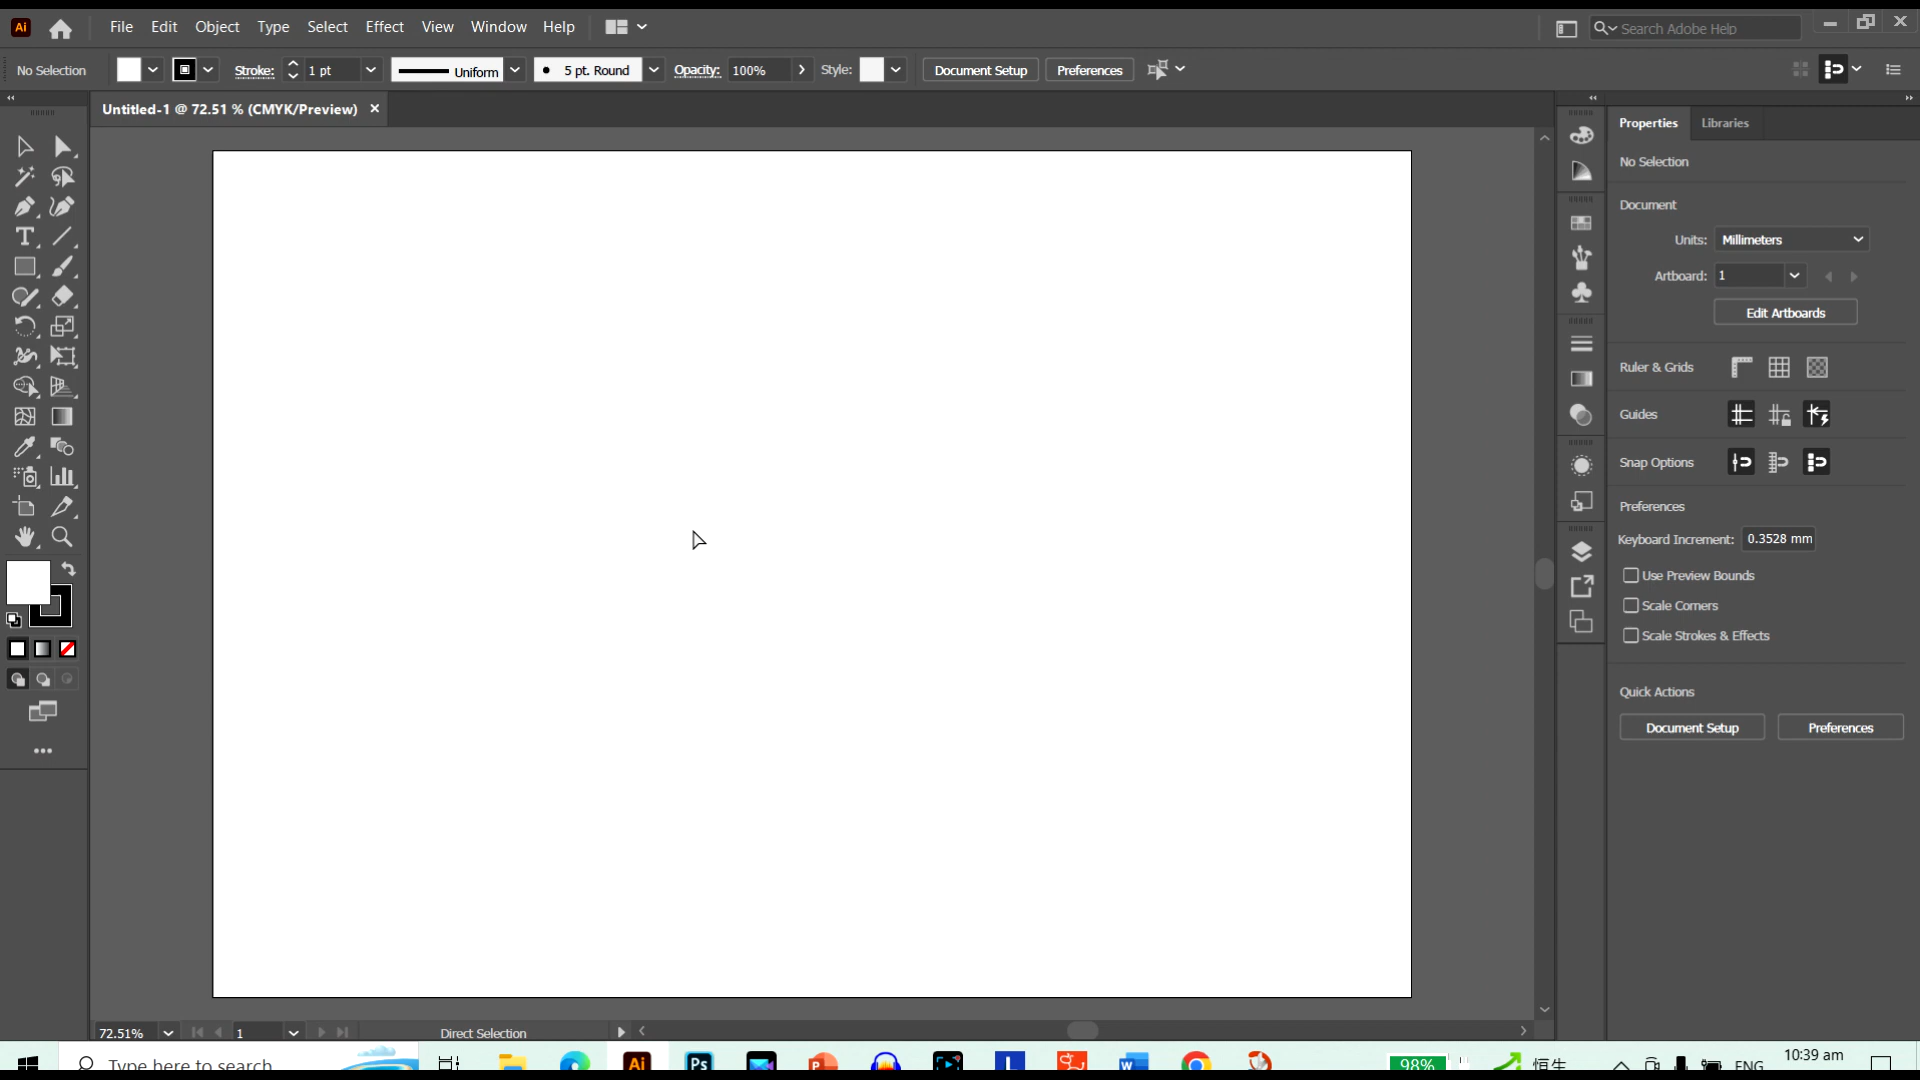 Ai File Edit Object Type Select Effect View Window Help Search Adobe Help
No Selection Stroke: 1 pt Uniform 5 pt. Round Opacity: 100% Style: Document Setup Preferences
Untitled-1 @ 72.51 % (CMYK/Preview)
Properties Libraries
No Selection
Document
Units: Millimeters
Artboard: 1
Edit Artboards
Ruler & Grids
Guides
Snap Options
Preferences
Keyboard Increment: 0.3528 mm
Use Preview Bounds
Scale Corners
Scale Strokes & Effects
Quick Actions
Document Setup Preferences
72.51% 1 Direct Selection
Type here to search Ai Ps P L W 98% 恒生 ENG 10:39 am